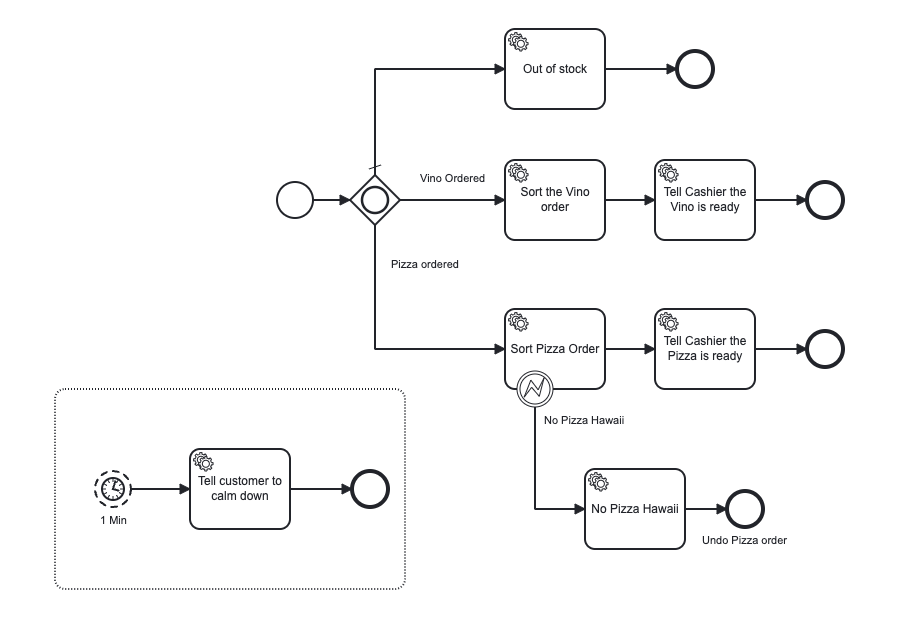 Out of stock
Vino Ordered
Sort the Vino
order
Tell Cashier the
Vino is ready
Pizza ordered
Sort Pizza Order
Tell Cashier the
Pizza is ready
No Pizza Hawaii
Tell customer to
calm down
1 Min
No Pizza Hawaii
Undo Pizza order